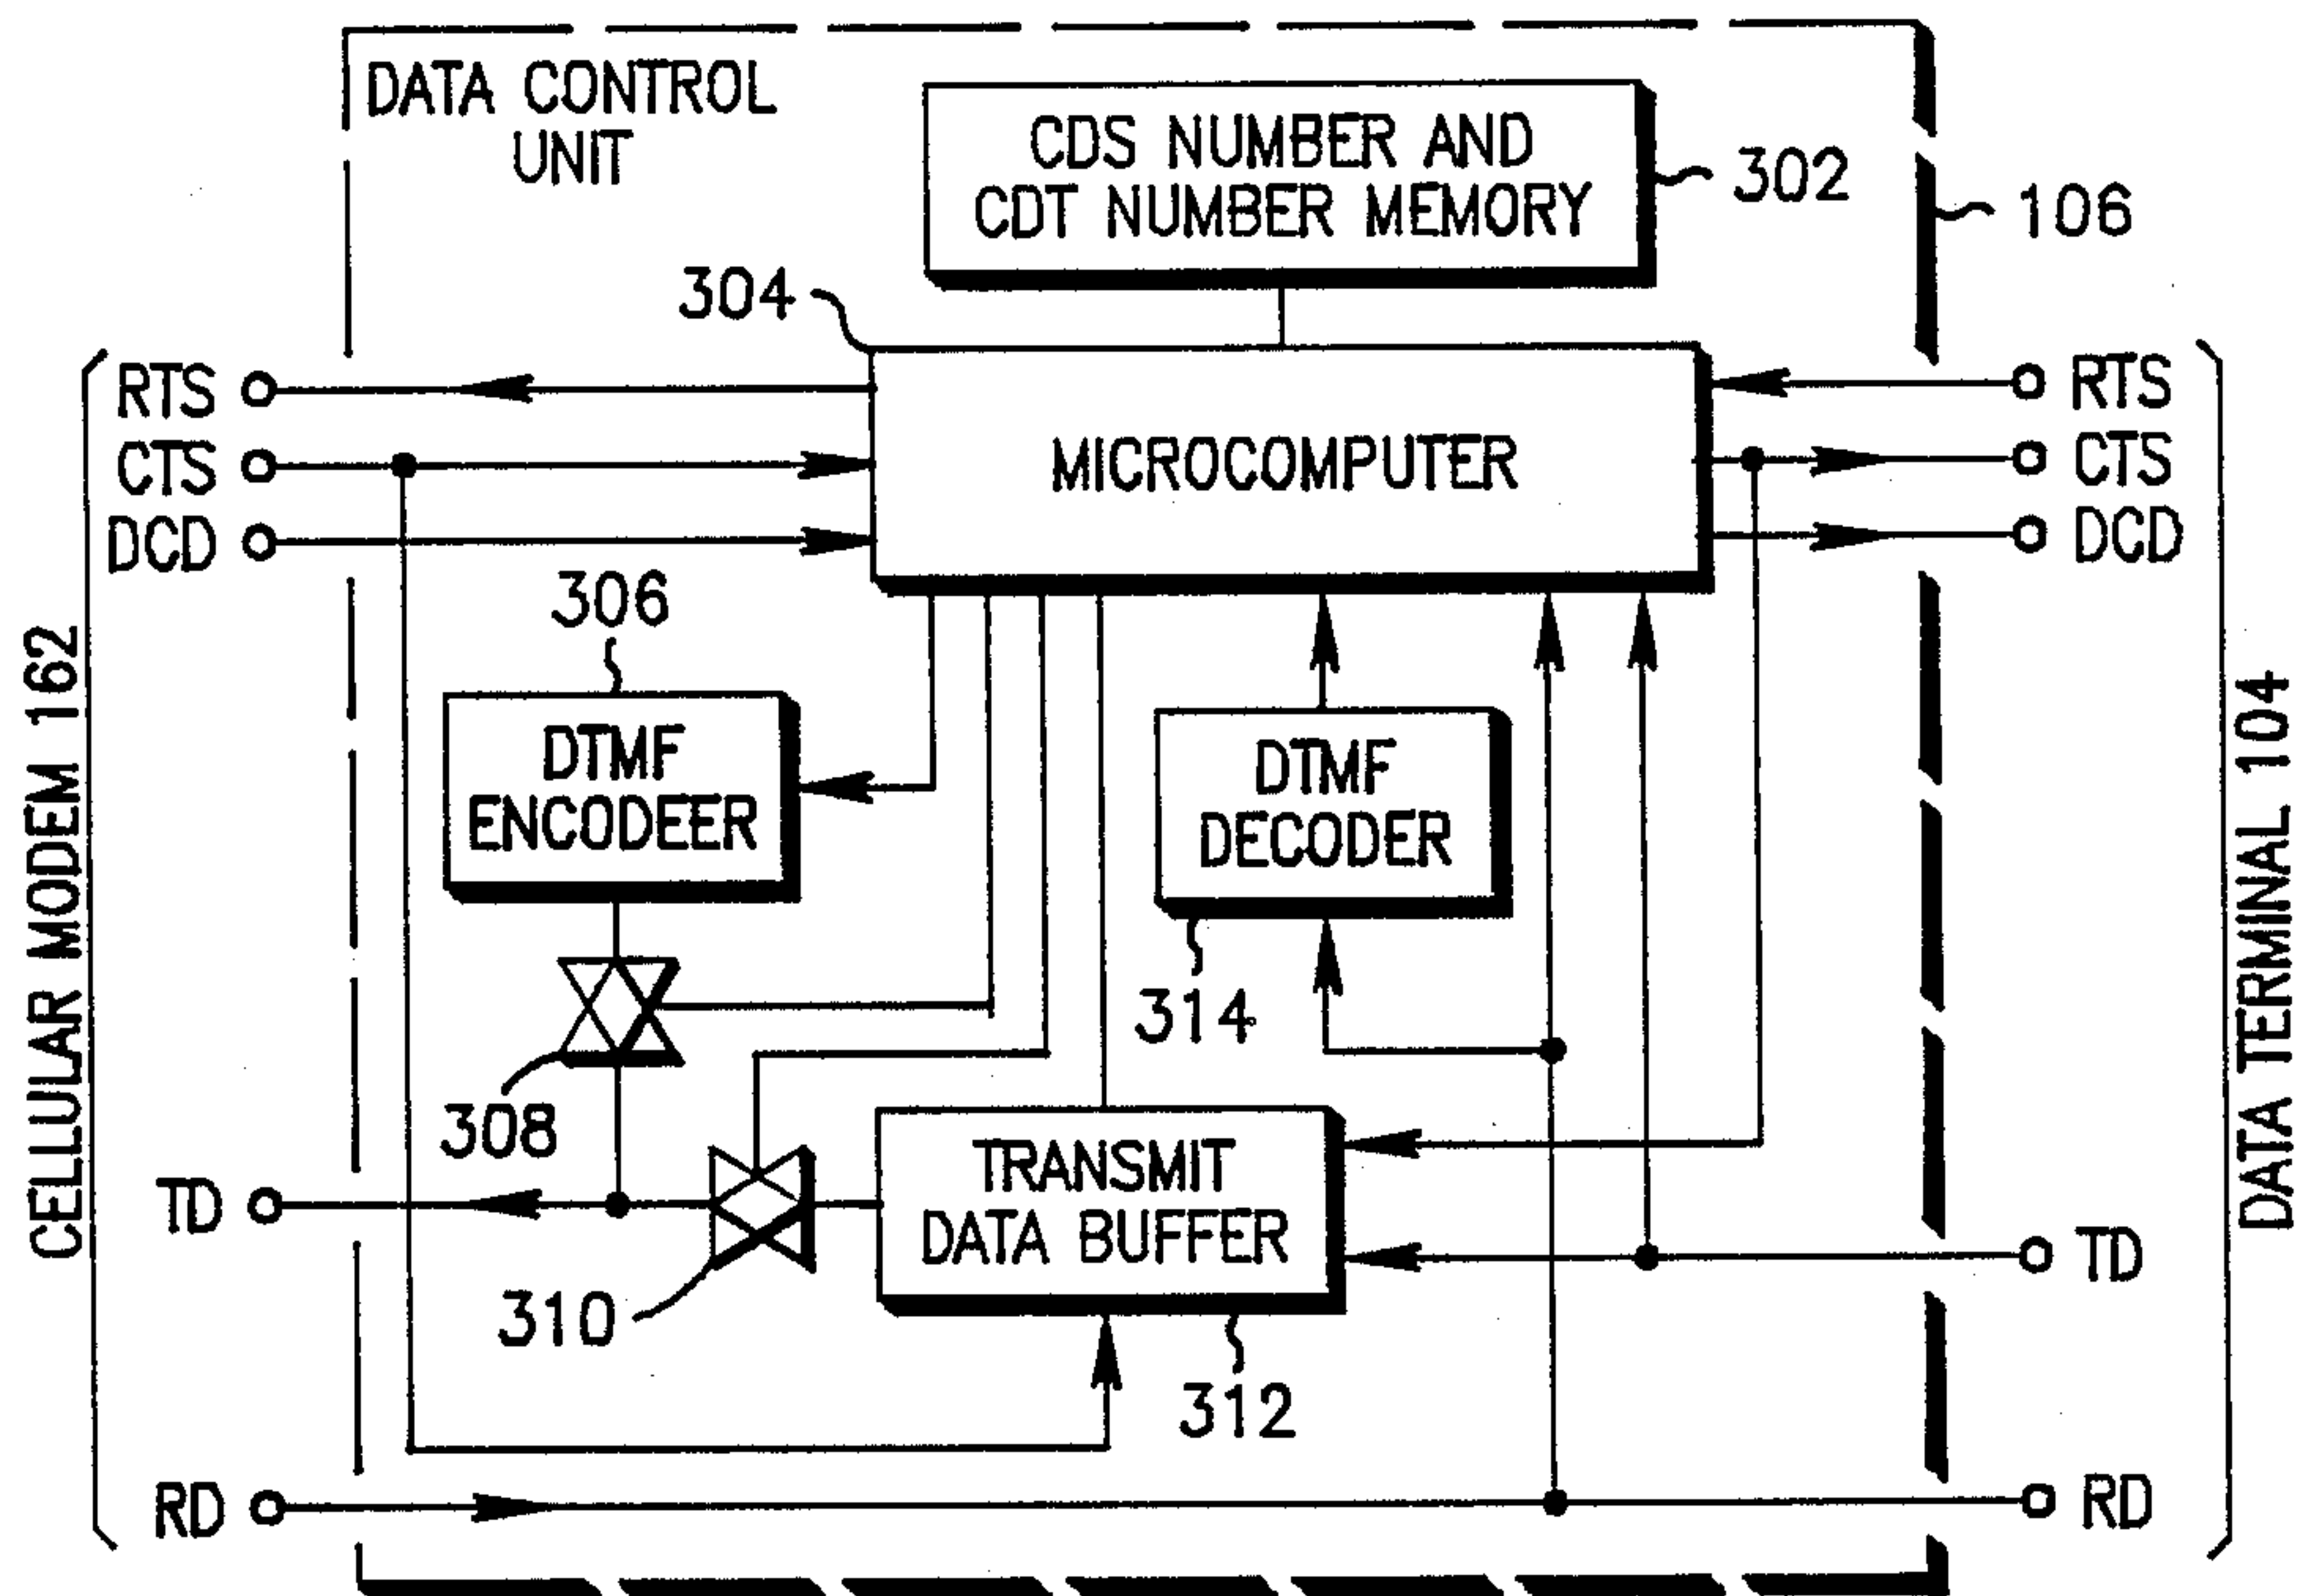 DATA CONTROL
UNIT
CDS NUMBER AND
CDT NUMBER MEMORY
302
106
304
RTS
CTS
DCD
MICROCOMPUTER
RTS
CTS
DCD
306
DTMF
ENCODEER
DTMF
DECODER
314
308
TRANSMIT
DATA BUFFER
310
312
TD
RD
TD
RD
CELLULAR MODEM 162
DATA TERMINAL 104